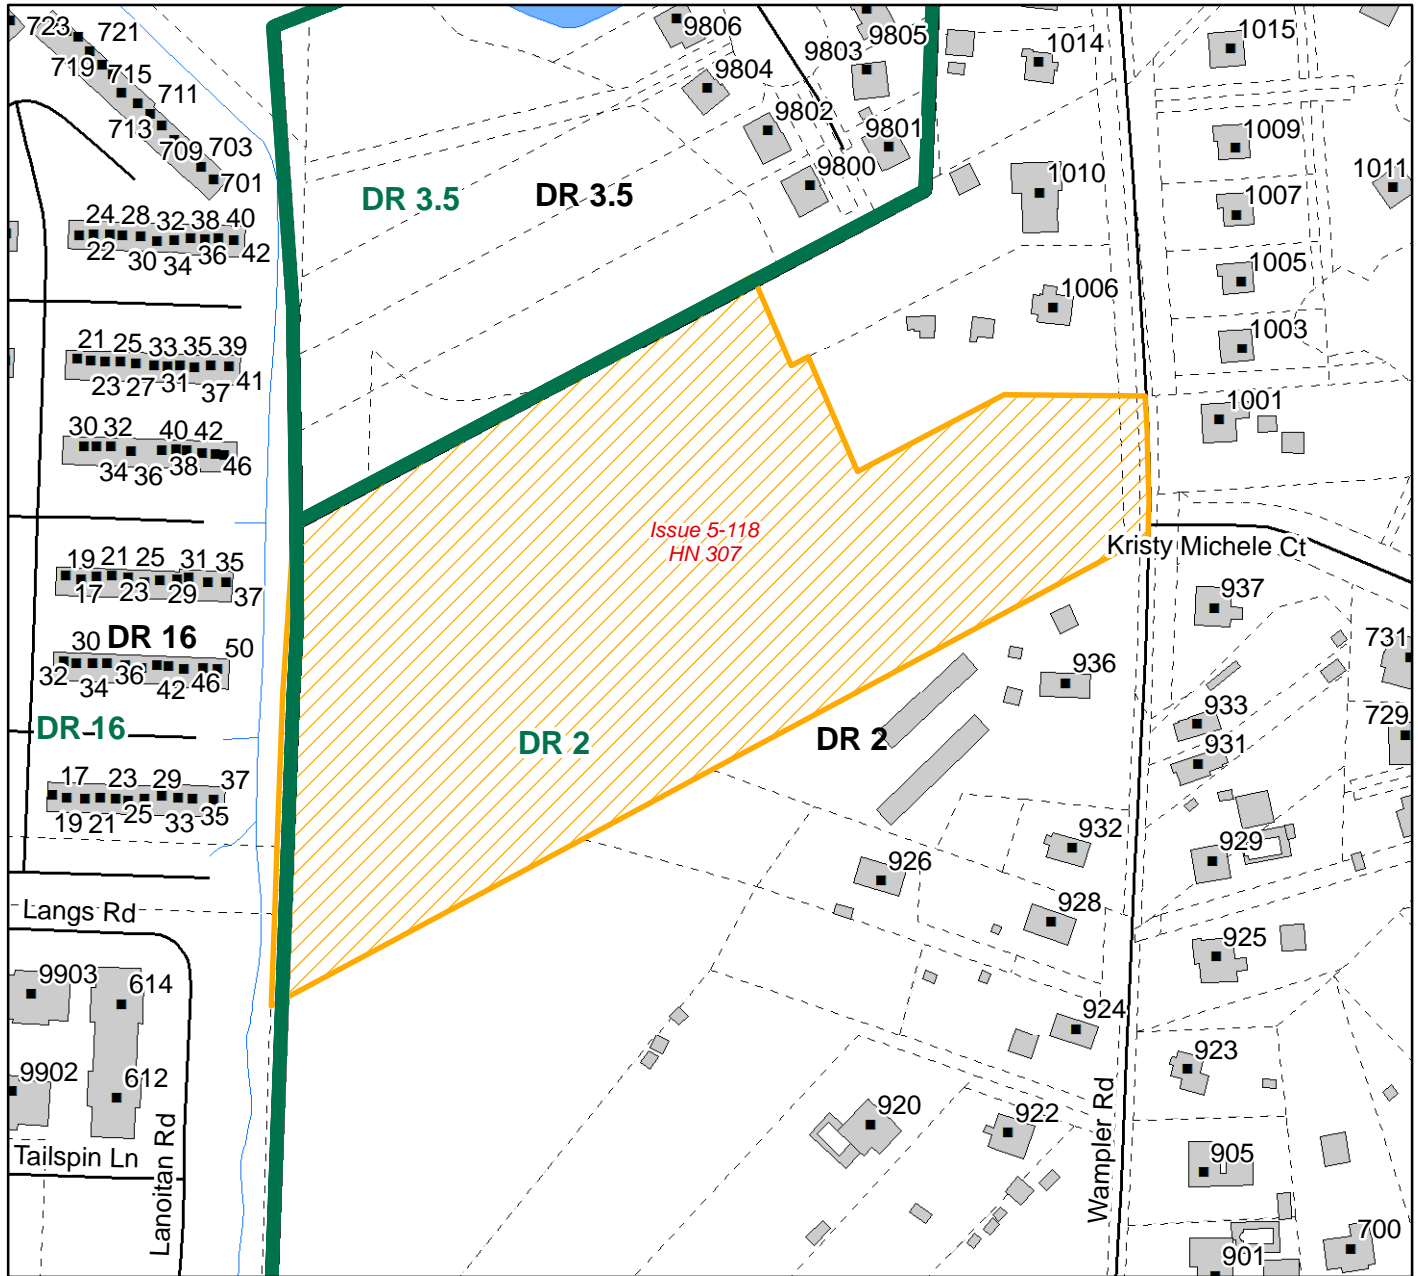 723
721
719
715
711
713
709
703
701
9806
9805
9804
9803
9802
9801
9800
1014
1015
1009
1010
1011
1007
1005
1006
1003
1001
DR 3.5
DR 3.5
24 28 32 38 40
22 30 34 36 42
21 25 33 35 39
23 27 31 37 41
30 32 40 42
34 36 38 46
19 21 25 31 35
17 23 29 37
DR 16
30 50
32 34 36 42 46
DR 16
17 23 29 37
19 21 25 33 35
Issue 5-118
HN 307
DR 2
DR 2
Kristy Michele Ct
937
936
731
933
729
931
932
929
926
928
925
924
923
920
922
905
901
700
Wampler Rd
Langs Rd
9903
614
9902
612
Tailspin Ln
Lanoitan Rd